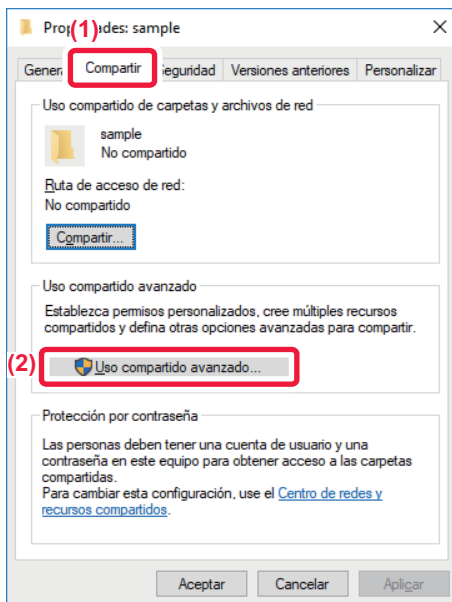 Prop ades: sample
(1)
Genera Compartir eguridad Versiones anteriores Personalizar
Uso compartido de carpetas y archivos de red
sample
No compartido
Ruta de acceso de red:
No compartido
Compartir...
Uso compartido avanzado
Establezca permisos personalizados, cree múltiples recursos
compartidos y defina otras opciones avanzadas para compartir.
(2)
Uso compartido avanzado...
Protección por contraseña
Las personas deben tener una cuenta de usuario y una
contraseña en este equipo para obtener acceso a las carpetas
compartidas.
Para cambiar esta configuración, use el Centro de redes y
recursos compartidos.
Aceptar Cancelar Aplicar